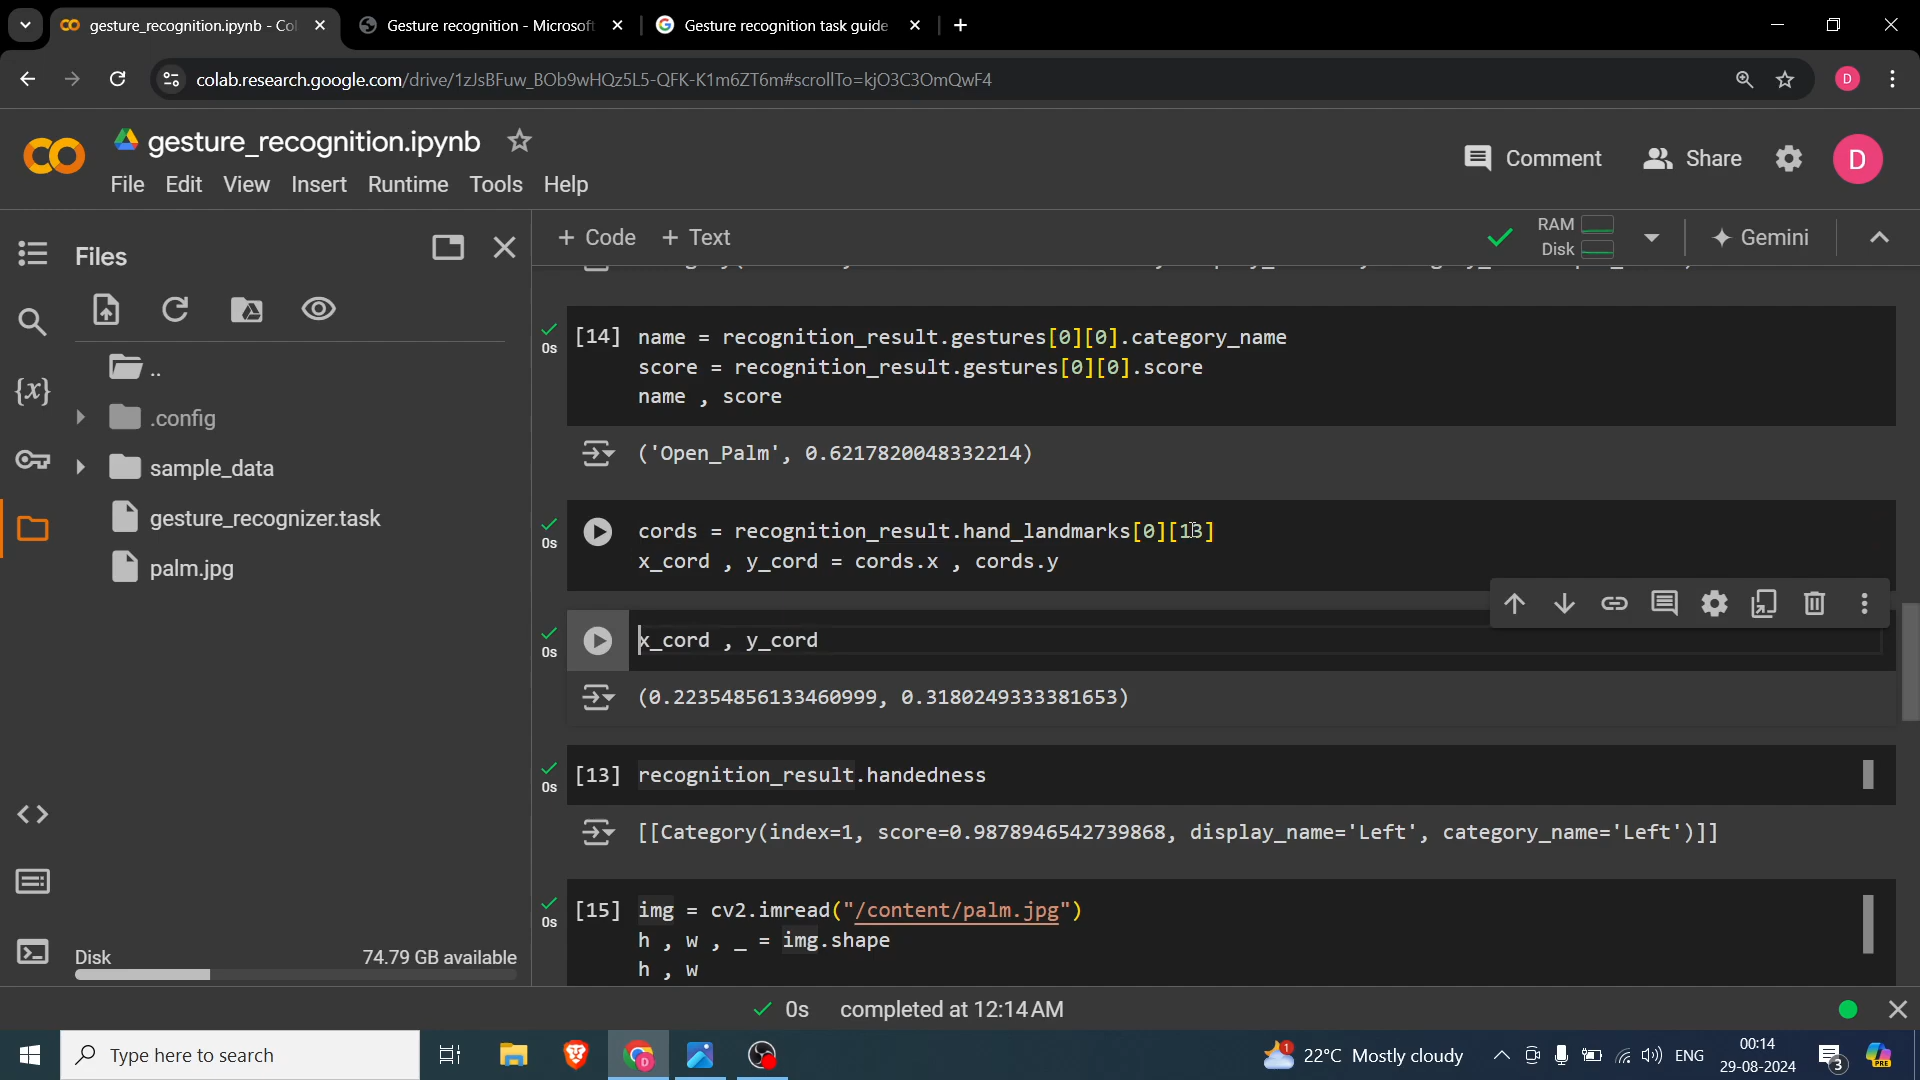 gesture_recognition.ipynb - Co
Gesture recognition - Microsoft
Gesture recognition task guide
colab.research.google.com/drive/1zJsBFuw_BOb9wHQz5L5-QFK-K1m6ZT6m#scrollTo=kjO3C3OmQwF4
D
gesture_recognition.ipynb
Comment
Share
D
File Edit View Insert Runtime Tools Help
Files
+ Code + Text
RAM
Disk
Gemini
..
.config
sample_data
gesture_recognizer.task
palm.jpg
{x}
Disk 74.79 GB available
0s
[14] name = recognition_result.gestures[0][0].category_name
score = recognition_result.gestures[0][0].score
name , score
('Open_Palm', 0.6217820048332214)
0s
cords = recognition_result.hand_landmarks[0][13]
x_cord , y_cord = cords.x , cords.y
0s
x_cord , y_cord
(0.22354856133460999, 0.3180249333381653)
0s
[13] recognition_result.handedness
[[Category(index=1, score=0.9878946542739868, display_name='Left', category_name='Left')]]
0s
[15] img = cv2.imread("/content/palm.jpg")
h , w , _ = img.shape
h , w
0s completed at 12:14 AM
Type here to search
1
22°C Mostly cloudy
ENG
00:14
29-08-2024
3
PRE